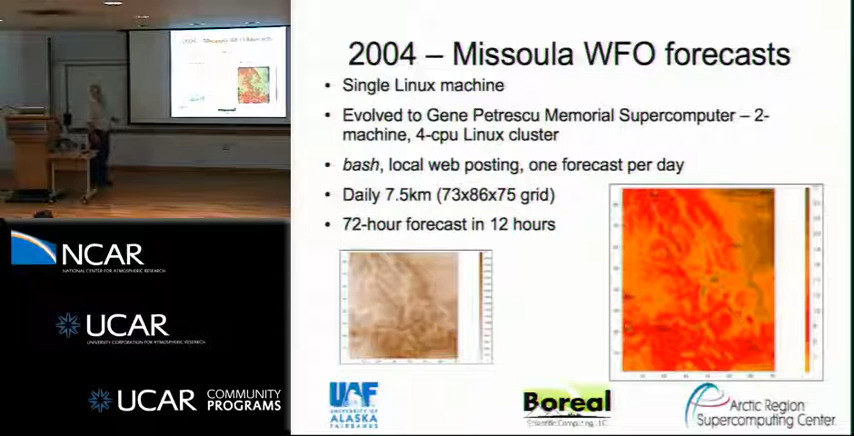 2004 – Missoula WFO forecasts
• Single Linux machine
• Evolved to Gene Petrescu Memorial Supercomputer – 2-
machine, 4-cpu Linux cluster
• bash, local web posting, one forecast per day
• Daily 7.5km (73x86x75 grid)
• 72-hour forecast in 12 hours
NCAR
NATIONAL CENTER FOR ATMOSPHERIC RESEARCH
UCAR
UNIVERSITY CORPORATION FOR ATMOSPHERIC RESEARCH
UCAR COMMUNITY
PROGRAMS
UAF
UNIVERSITY OF
ALASKA
FAIRBANKS
Boreal
Scientific Computing LLC
Arctic Region
Supercomputing Center